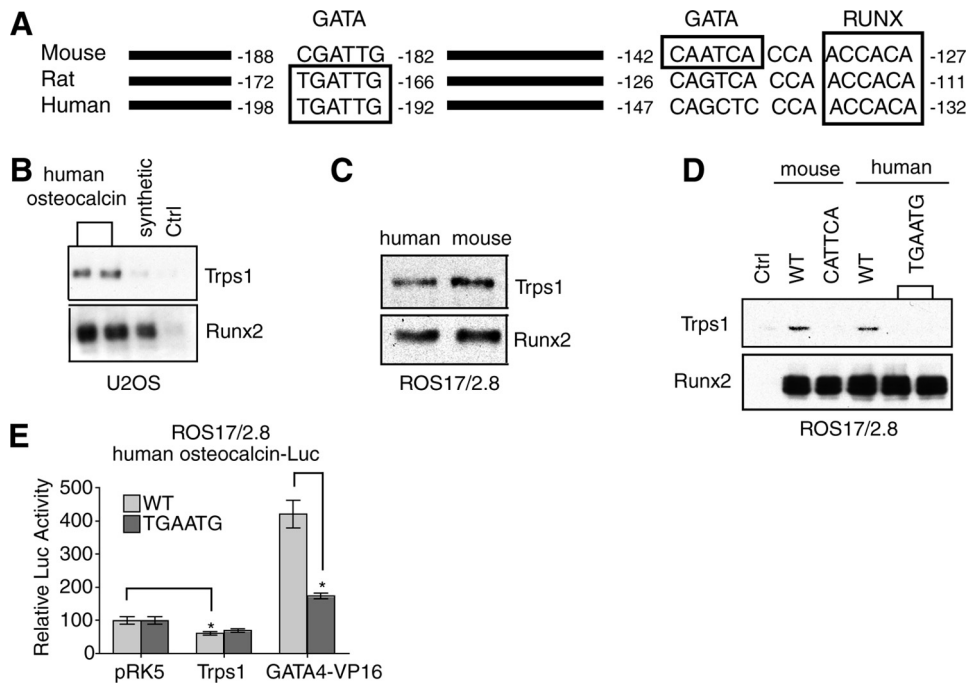 A
GATA GATA RUNX
Mouse -188 CGATTG -182 -142 CAATCA CCA ACCACA -127
Rat -172 TGATTG -166 -126 CAGTCA CCA ACCACA -111
Human -198 TGATTG -192 -147 CAGCTC CCA ACCACA -132
B
human osteocalcin
synthetic
Ctrl
Trps1
Runx2
U2OS
C
human mouse
Trps1
Runx2
ROS17/2.8
D
mouse human
Ctrl WT CATTCA WT TGAATG
Trps1
Runx2
ROS17/2.8
E
ROS17/2.8
human osteocalcin-Luc
Relative Luc Activity
500
400
300
200
100
0
WT
TGAATG
* *
pRK5 Trps1 GATA4-VP16